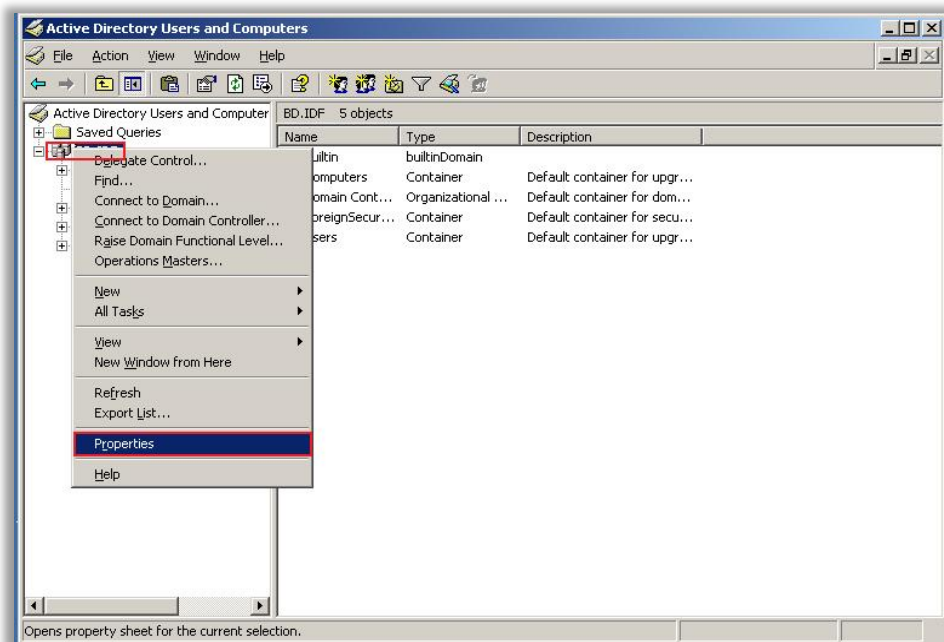 Active Directory Users and Computers
File Action View Window Help
Active Directory Users and Computer
BD.IDF 5 objects
Saved Queries
Name Type Description
uiltin builtinDomain
omputers Container Default container for upgr...
omain Cont... Organizational ... Default container for dom...
oreignSecur... Container Default container for secu...
sers Container Default container for upgr...
Delegate Control...
Find...
Connect to Domain...
Connect to Domain Controller...
Raise Domain Functional Level...
Operations Masters...
New
All Tasks
View
New Window from Here
Refresh
Export List...
Properties
Help
Opens property sheet for the current selection.